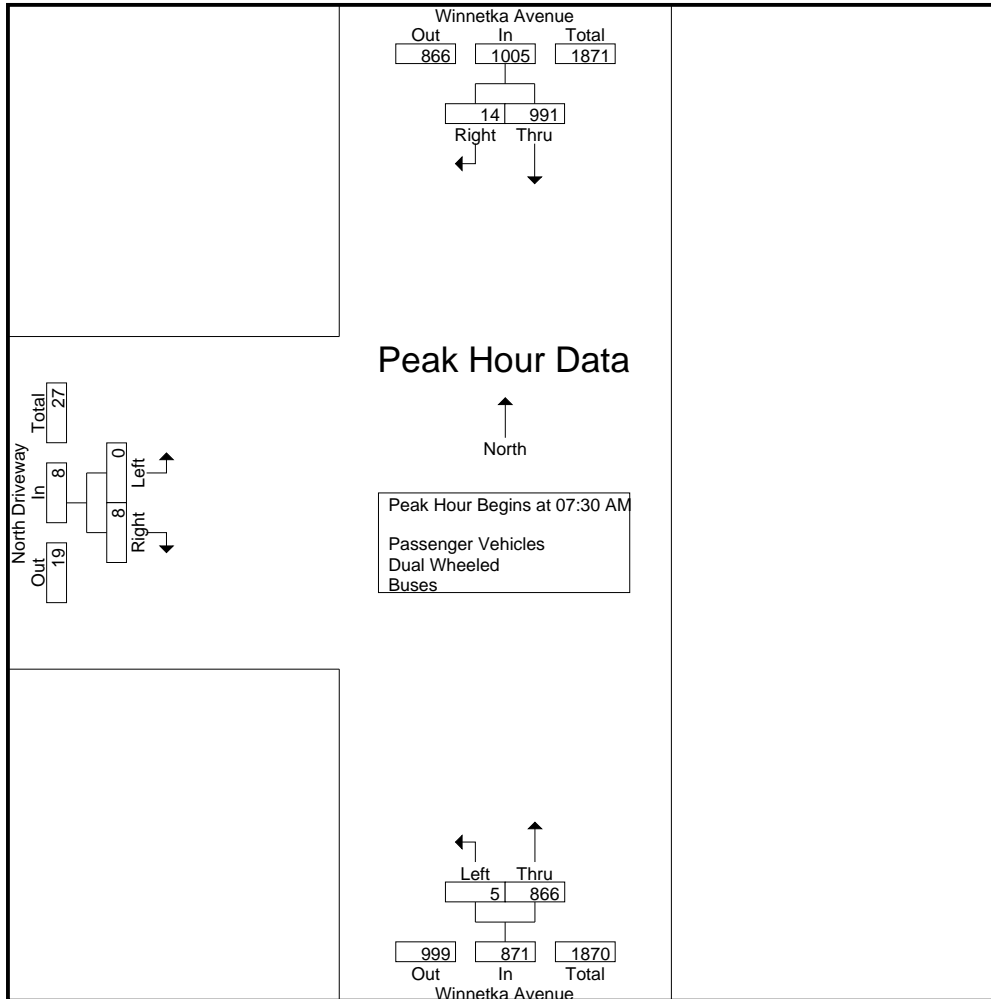 Winnetka Avenue
Out In Total
866 1005 1871
14 991
Right Thru
Peak Hour Data
North
Peak Hour Begins at 07:30 AM
Passenger Vehicles
Dual Wheeled
Buses
North Driveway
Out In Total
19 8 27
Right Left
8 0
Left Thru
5 866
999 871 1870
Out In Total
Winnetka Avenue